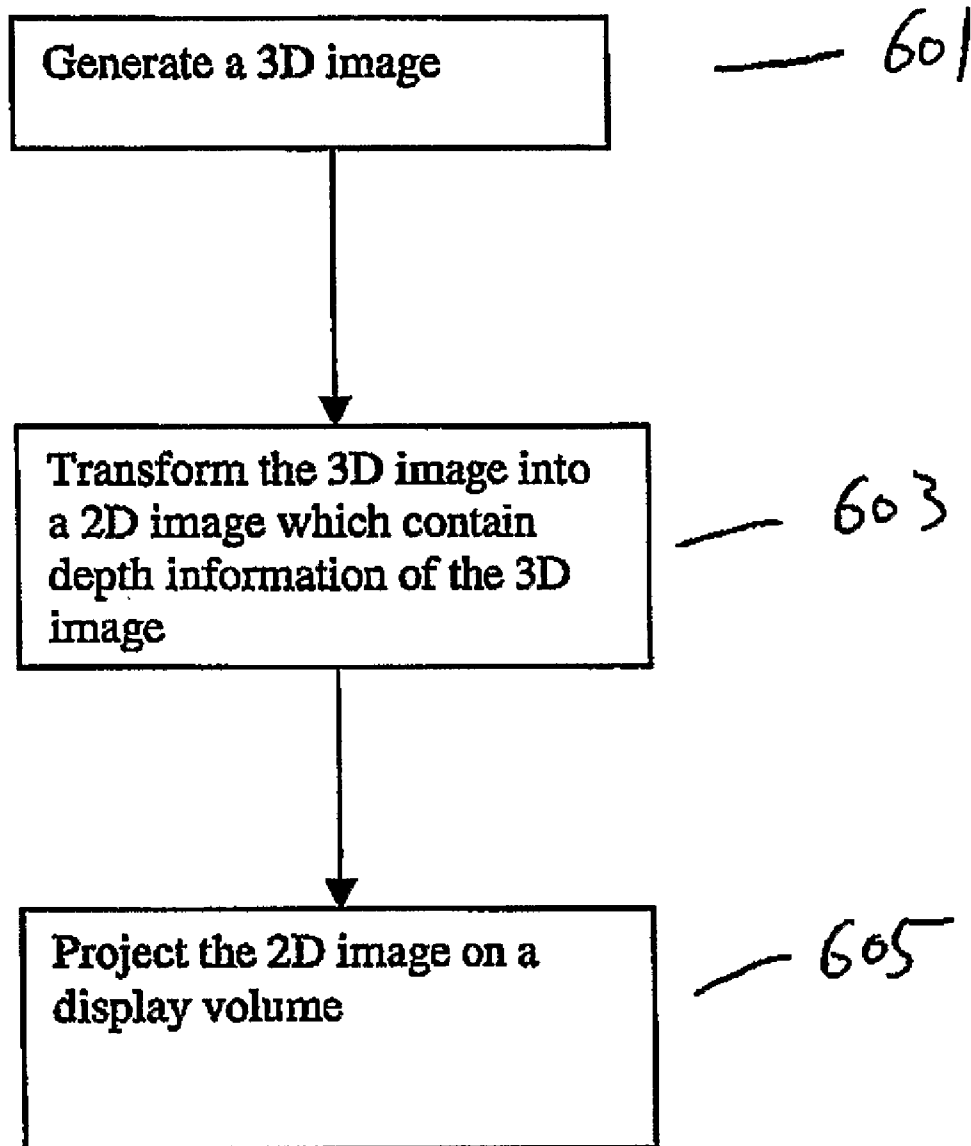 Generate a 3D image
601
Transform the 3D image into
a 2D image which contain
depth information of the 3D
image
603
Project the 2D image on a
display volume
605